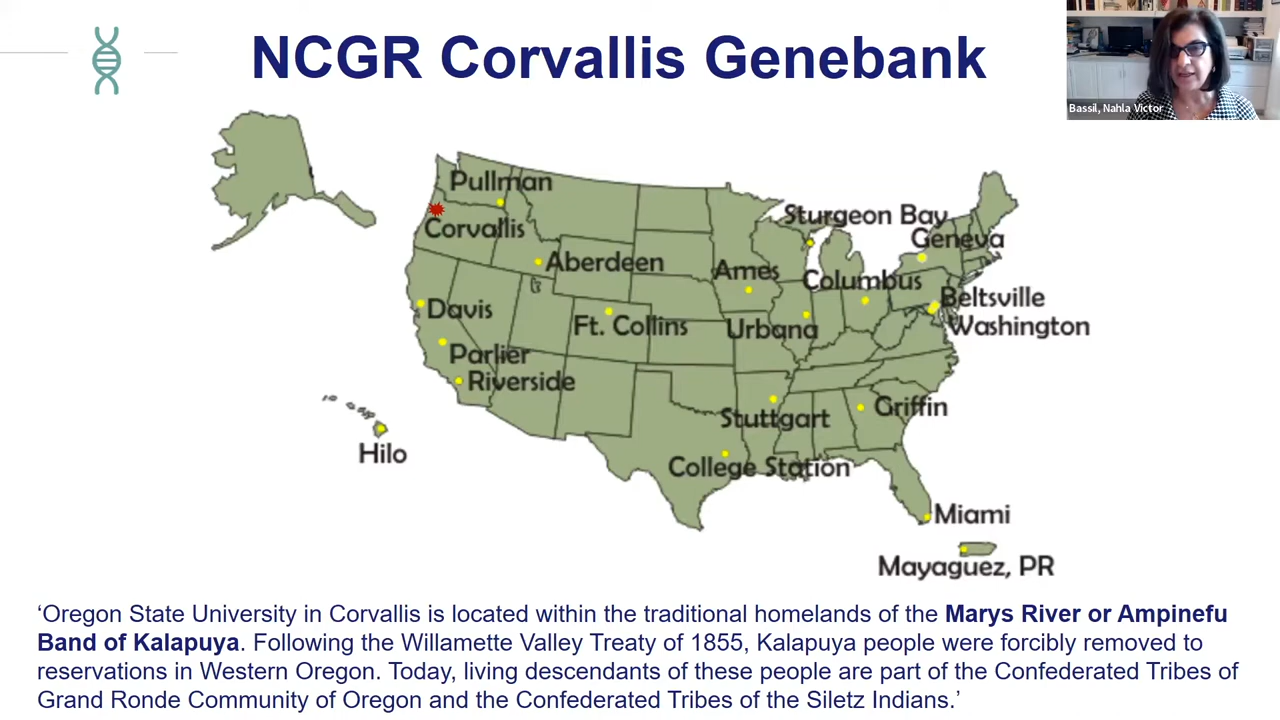 NCGR Corvallis Genebank
Bassil, Nahla Victor
Pullman
Corvallis
Aberdeen
Davis
Parlier
Riverside
Ft. Collins
Ames
Urbana
Sturgeon Bay
Geneva
Columbus
Beltsville
Washington
Stuttgart
Griffin
College Station
Hilo
Miami
Mayaguez, PR
‘Oregon State University in Corvallis is located within the traditional homelands of the Marys River or Ampinefu
Band of Kalapuya. Following the Willamette Valley Treaty of 1855, Kalapuya people were forcibly removed to
reservations in Western Oregon. Today, living descendants of these people are part of the Confederated Tribes of
Grand Ronde Community of Oregon and the Confederated Tribes of the Siletz Indians.’